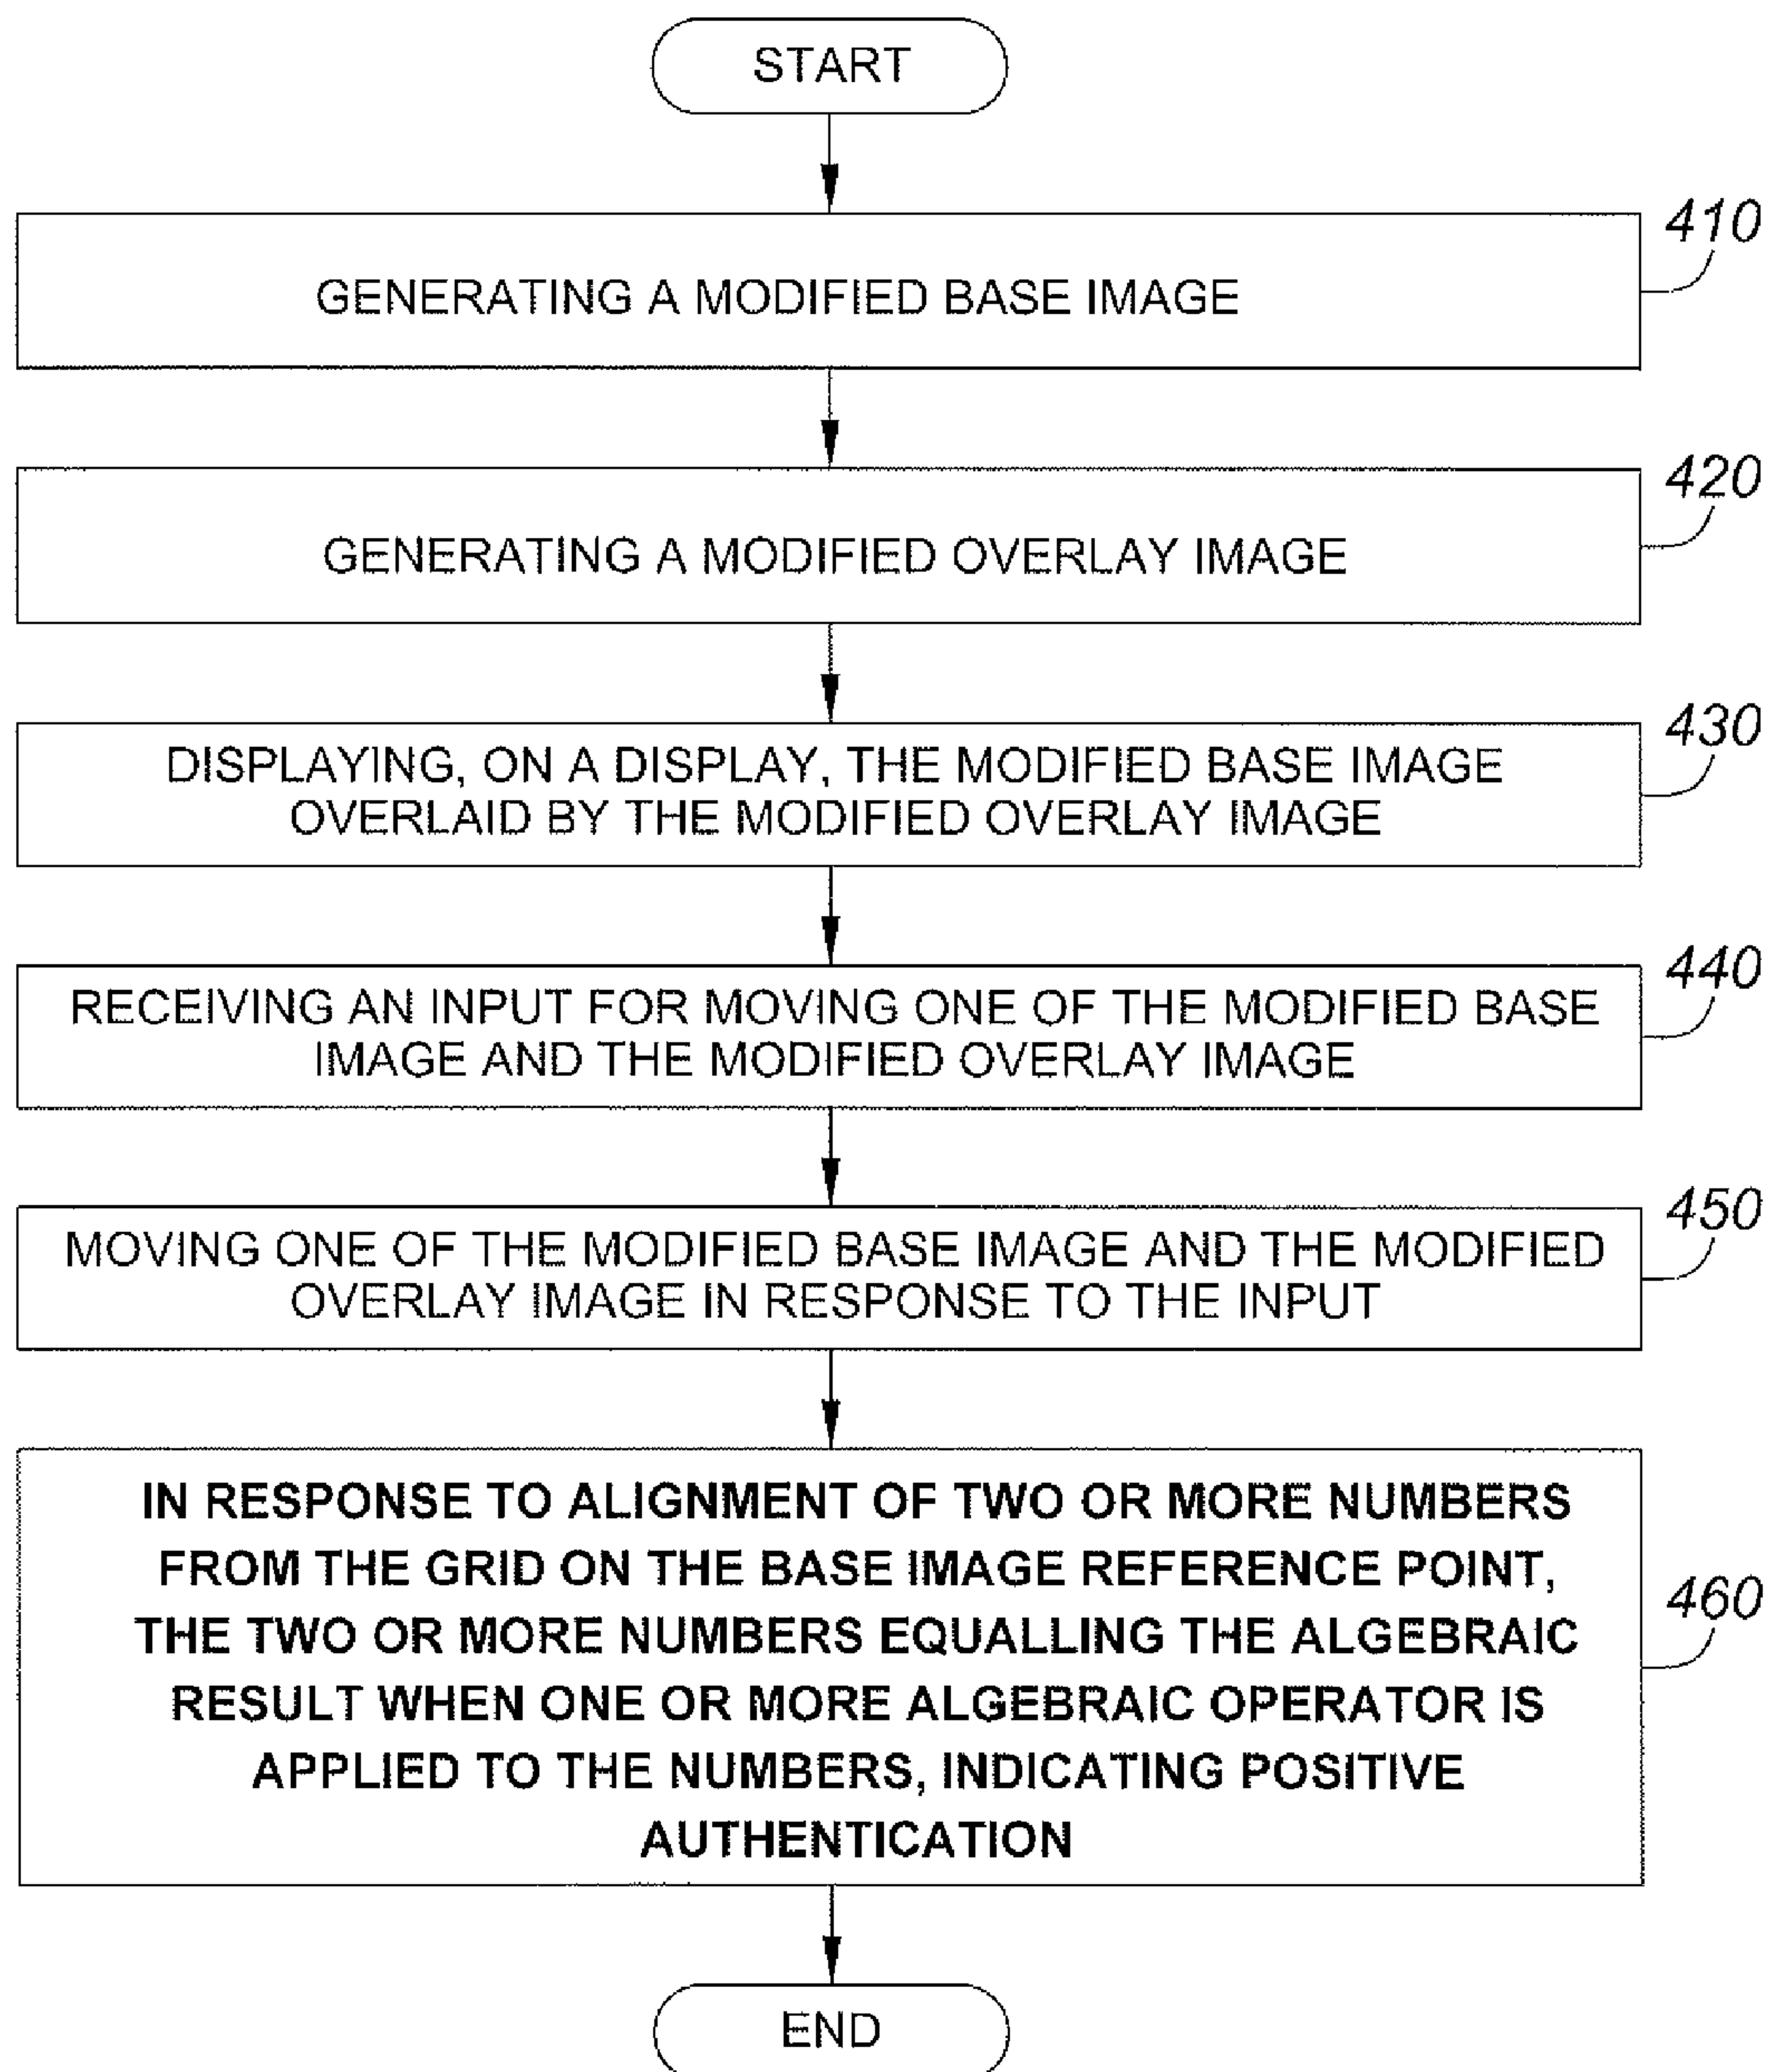 START
410
GENERATING A MODIFIED BASE IMAGE
420
GENERATING A MODIFIED OVERLAY IMAGE
430
DISPLAYING, ON A DISPLAY, THE MODIFIED BASE IMAGE
OVERLAID BY THE MODIFIED OVERLAY IMAGE
440
RECEIVING AN INPUT FOR MOVING ONE OF THE MODIFIED BASE
IMAGE AND THE MODIFIED OVERLAY IMAGE
450
MOVING ONE OF THE MODIFIED BASE IMAGE AND THE MODIFIED
OVERLAY IMAGE IN RESPONSE TO THE INPUT
IN RESPONSE TO ALIGNMENT OF TWO OR MORE NUMBERS
FROM THE GRID ON THE BASE IMAGE REFERENCE POINT,
THE TWO OR MORE NUMBERS EQUALLING THE ALGEBRAIC
460
RESULT WHEN ONE OR MORE ALGEBRAIC OPERATOR IS
APPLIED TO THE NUMBERS, INDICATING POSITIVE
AUTHENTICATION
END